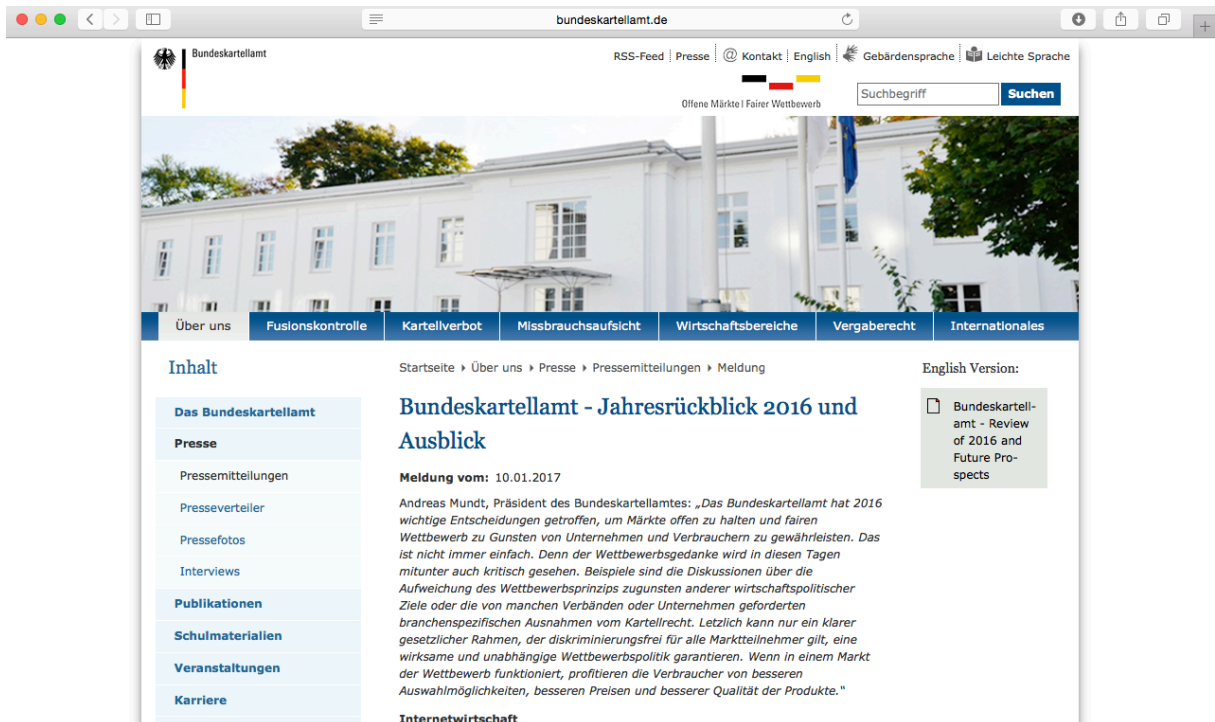 bundeskartellamt.de
Bundeskartellamt
RSS-Feed Presse @ Kontakt English Gebärdensprache Leichte Sprache
Offene Märkte | Fairer Wettbewerb
Suchbegriff
Suchen
Über uns Fusionskontrolle Kartellverbot Missbrauchsaufsicht Wirtschaftsbereiche Vergaberecht Internationales
Inhalt
Das Bundeskartellamt
Presse
Pressemitteilungen
Presseverteiler
Pressefotos
Interviews
Publikationen
Schulmaterialien
Veranstaltungen
Karriere
Startseite Über uns Presse Pressemitteilungen Meldung
Bundeskartellamt - Jahresrückblick 2016 und
Ausblick
Meldung vom: 10.01.2017
Andreas Mundt, Präsident des Bundeskartellamtes: „Das Bundeskartellamt hat 2016
wichtige Entscheidungen getroffen, um Märkte offen zu halten und fairen
Wettbewerb zu Gunsten von Unternehmen und Verbrauchern zu gewährleisten. Das
ist nicht immer einfach. Denn der Wettbewerbsgedanke wird in diesen Tagen
mitunter auch kritisch gesehen. Beispiele sind die Diskussionen über die
Aufweichung des Wettbewerbsprinzips zugunsten anderer wirtschaftspolitischer
Ziele oder die von manchen Verbänden oder Unternehmen geforderten
branchenspezifischen Ausnahmen vom Kartellrecht. Letzlich kann nur ein klarer
gesetzlicher Rahmen, der diskriminierungsfrei für alle Marktteilnehmer gilt, eine
wirksame und unabhängige Wettbewerbspolitik garantieren. Wenn in einem Markt
der Wettbewerb funktioniert, profitieren die Verbraucher von besseren
Auswahlmöglichkeiten, besseren Preisen und besserer Qualität der Produkte."
Internetwirtschaft
English Version:
Bundeskartell-
amt - Review
of 2016 and
Future Pro-
spects